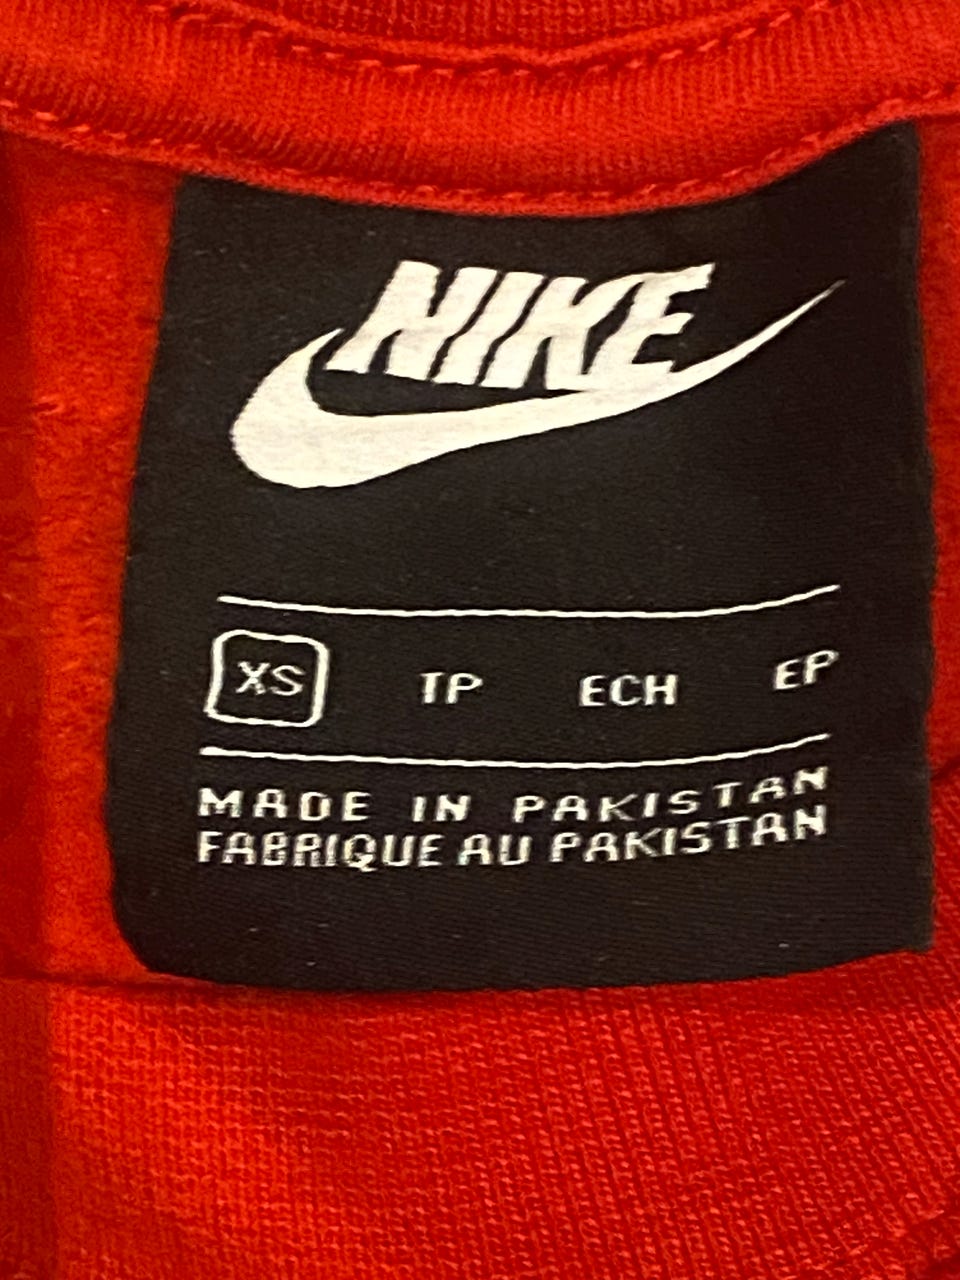 NIKE
XS TP ECH EP
MADE IN PAKISTAN
FABRIQUE AU PAKISTAN